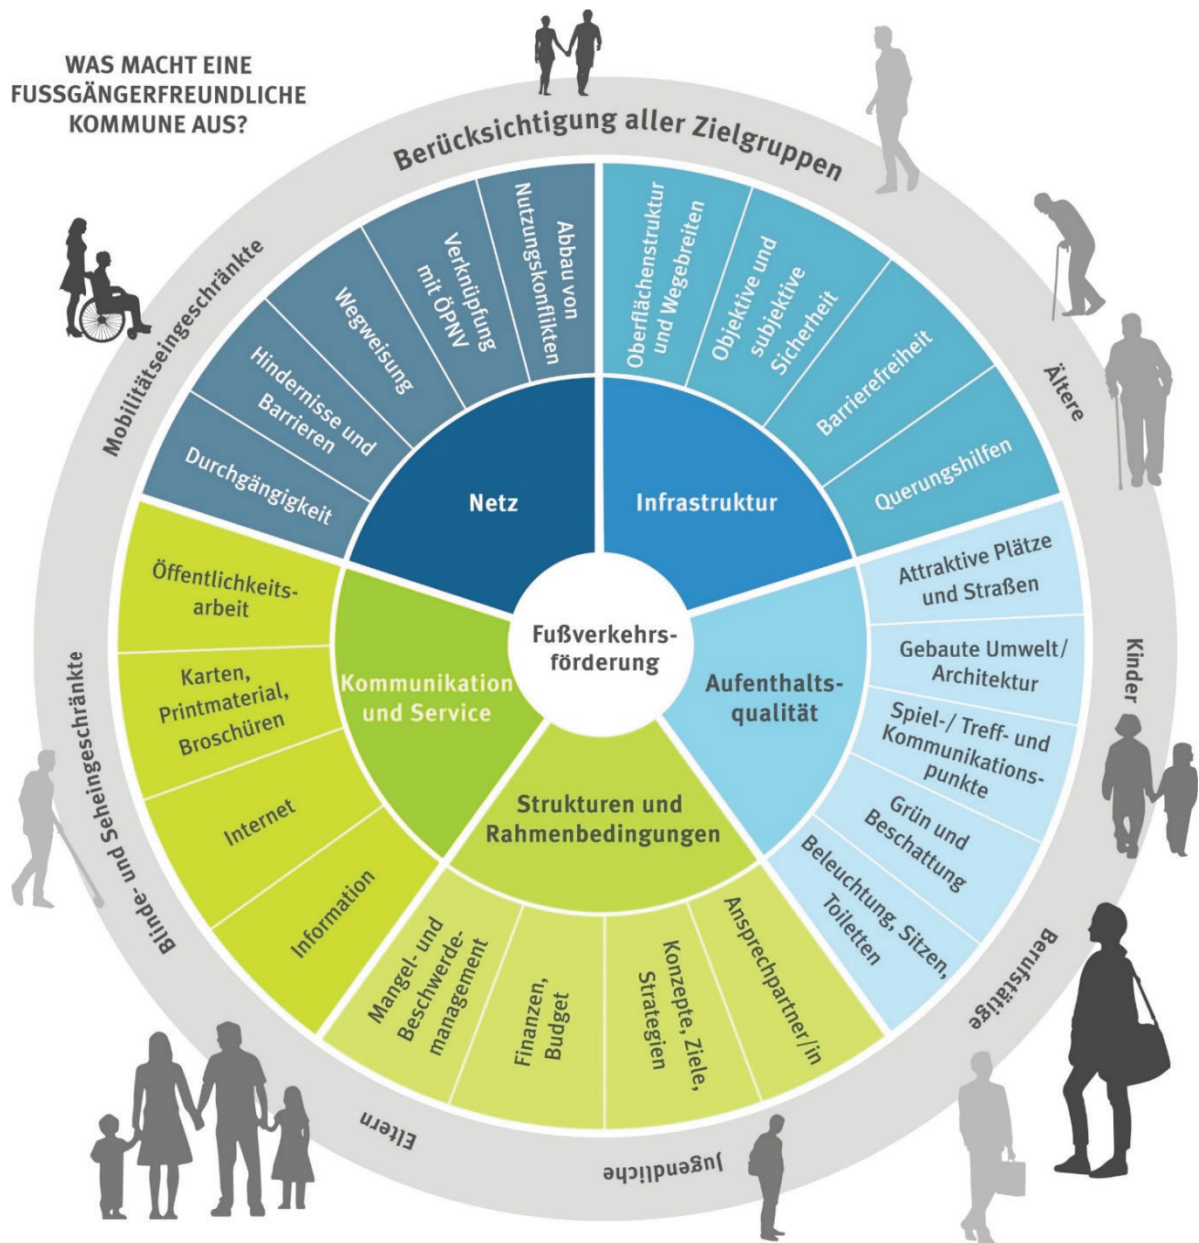 WAS MACHT EINE
FUSSGÄNGERFREUNDLICHE
KOMMUNE AUS?
Berücksichtigung aller Zielgruppen
Ältere
Kinder
Berufstätige
Jugendliche
Eltern
Blinde- und Seheingeschränkte
Mobilitätseingeschränkte
Fußverkehrs-
förderung
Netz
Durchgängigkeit
Hindernisse und
Barrieren
Wegweisung
Verknüpfung
mit ÖPNV
Abbau von
Nutzungskonflikten
Infrastruktur
Oberflächenstruktur
und Wegebreiten
Objektive und
subjektive
Sicherheit
Barrierefreiheit
Querungshilfen
Aufenthalts-
qualität
Attraktive Plätze
und Straßen
Gebaute Umwelt/
Architektur
Spiel-/ Treff- und
Kommunikations-
punkte
Grün und
Beschattung
Beleuchtung, Sitzen,
Toiletten
Strukturen und
Rahmenbedingungen
Ansprechpartner/in
Konzepte, Ziele,
Strategien
Finanzen,
Budget
Mangel- und
Beschwerde-
management
Kommunikation
und Service
Information
Internet
Karten,
Printmaterial,
Broschüren
Öffentlichkeits-
arbeit